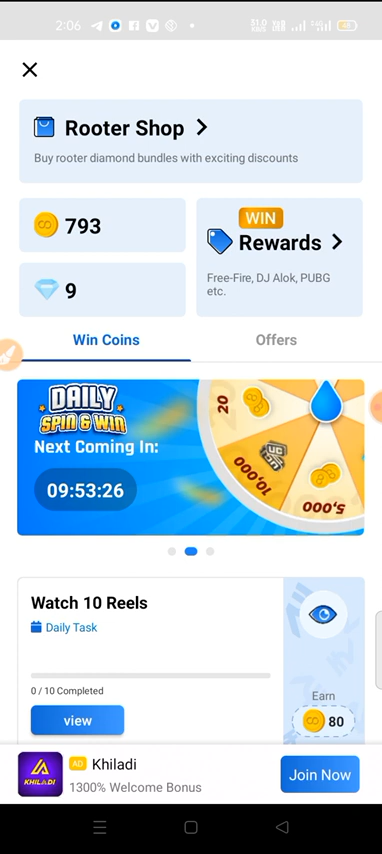 2:06
Rooter Shop
Buy rooter diamond bundles with exciting discounts
793
WIN
Rewards
9
Free-Fire, DJ Alok, PUBG
etc.
Win Coins
Offers
DAILY
SPIN & WIN
Next Coming In:
09:53:26
20
10,000
5,000
Watch 10 Reels
Daily Task
0 / 10 Completed
view
Earn
80
KHILADI
AD Khiladi
1300% Welcome Bonus
Join Now